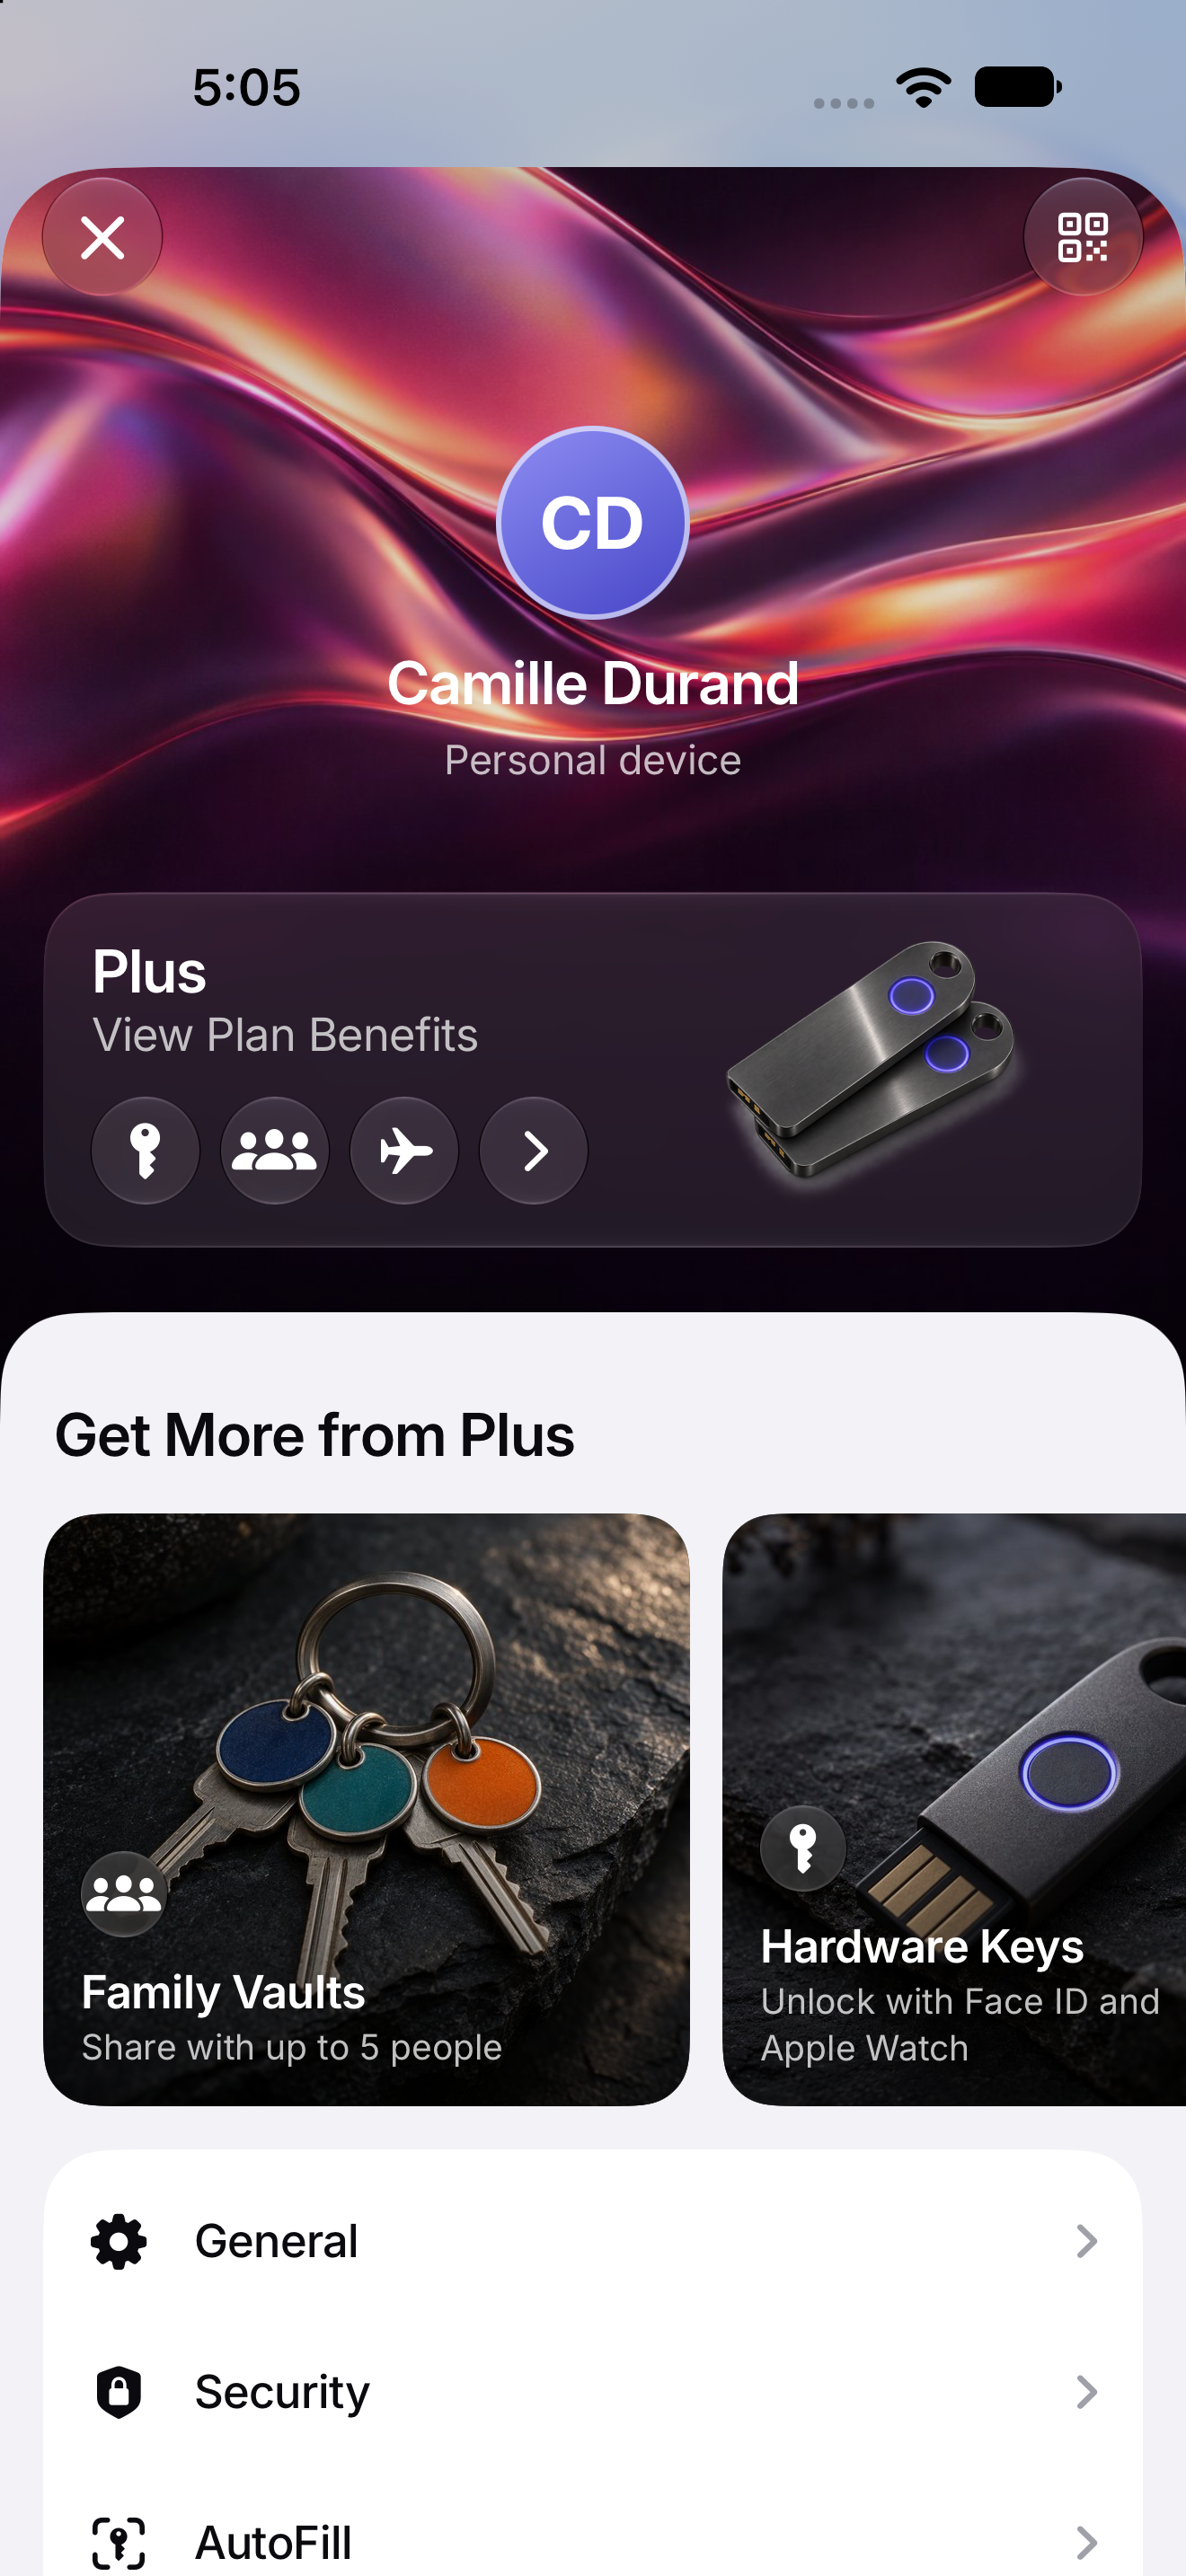 5:05
CD
Camille Durand
Personal device
Plus
View Plan Benefits
Get More from Plus
Family Vaults
Share with up to 5 people
Hardware Keys
Unlock with Face ID and
Apple Watch
General
Security
AutoFill